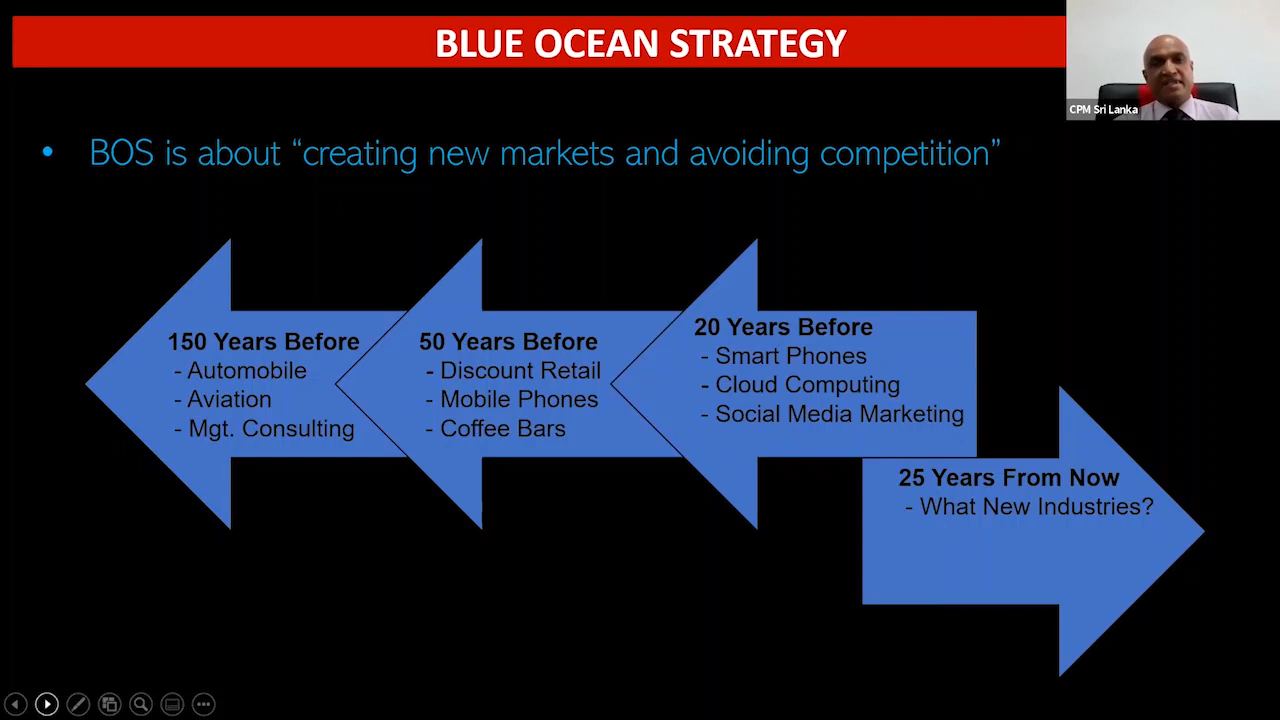 BLUE OCEAN STRATEGY
CPM Sri Lanka
• BOS is about “creating new markets and avoiding competition”
150 Years Before
- Automobile
- Aviation
- Mgt. Consulting
50 Years Before
- Discount Retail
- Mobile Phones
- Coffee Bars
20 Years Before
- Smart Phones
- Cloud Computing
- Social Media Marketing
25 Years From Now
- What New Industries?